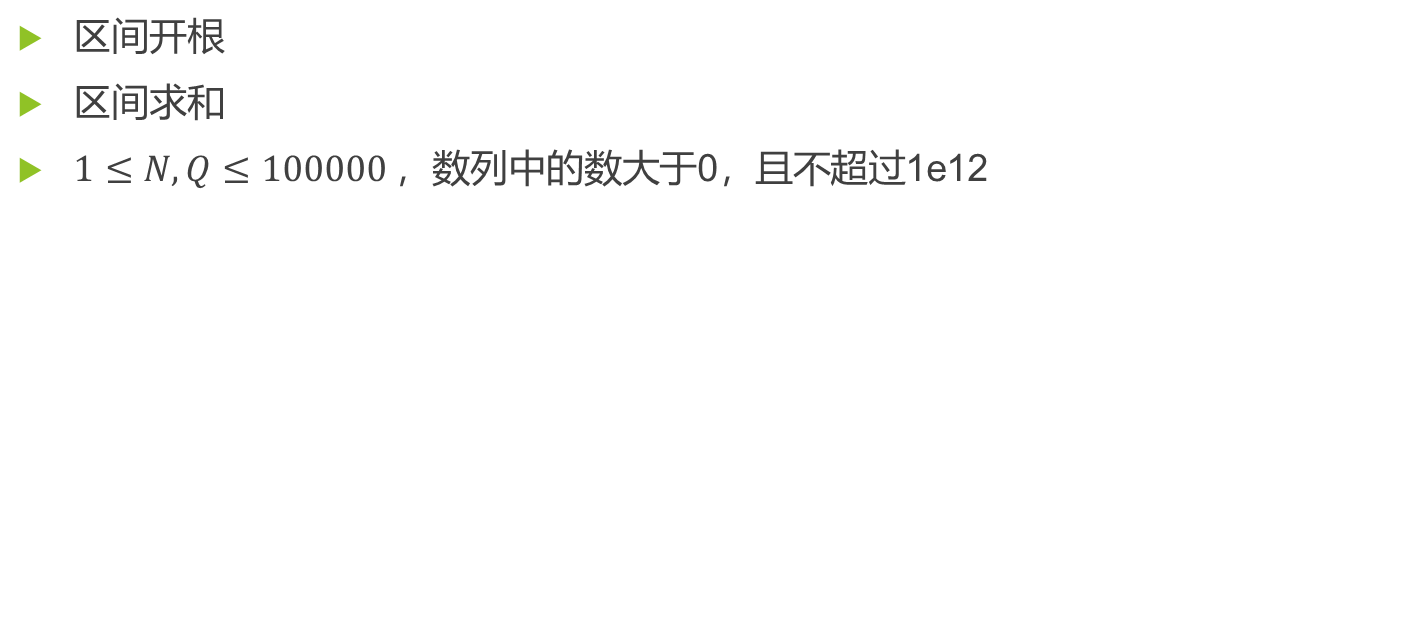 区间开根
区间求和
1 ≤ N, Q ≤ 100000 ，数列中的数大于0，且不超过1e12